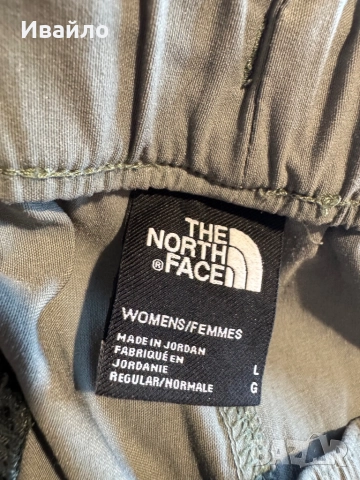 Ивайло
THE
NORTH
FACE
®
WOMENS/FEMMES
MADE IN JORDAN
FABRIQUÉ EN
JORDANIE
REGULAR/NORMALE
L
G